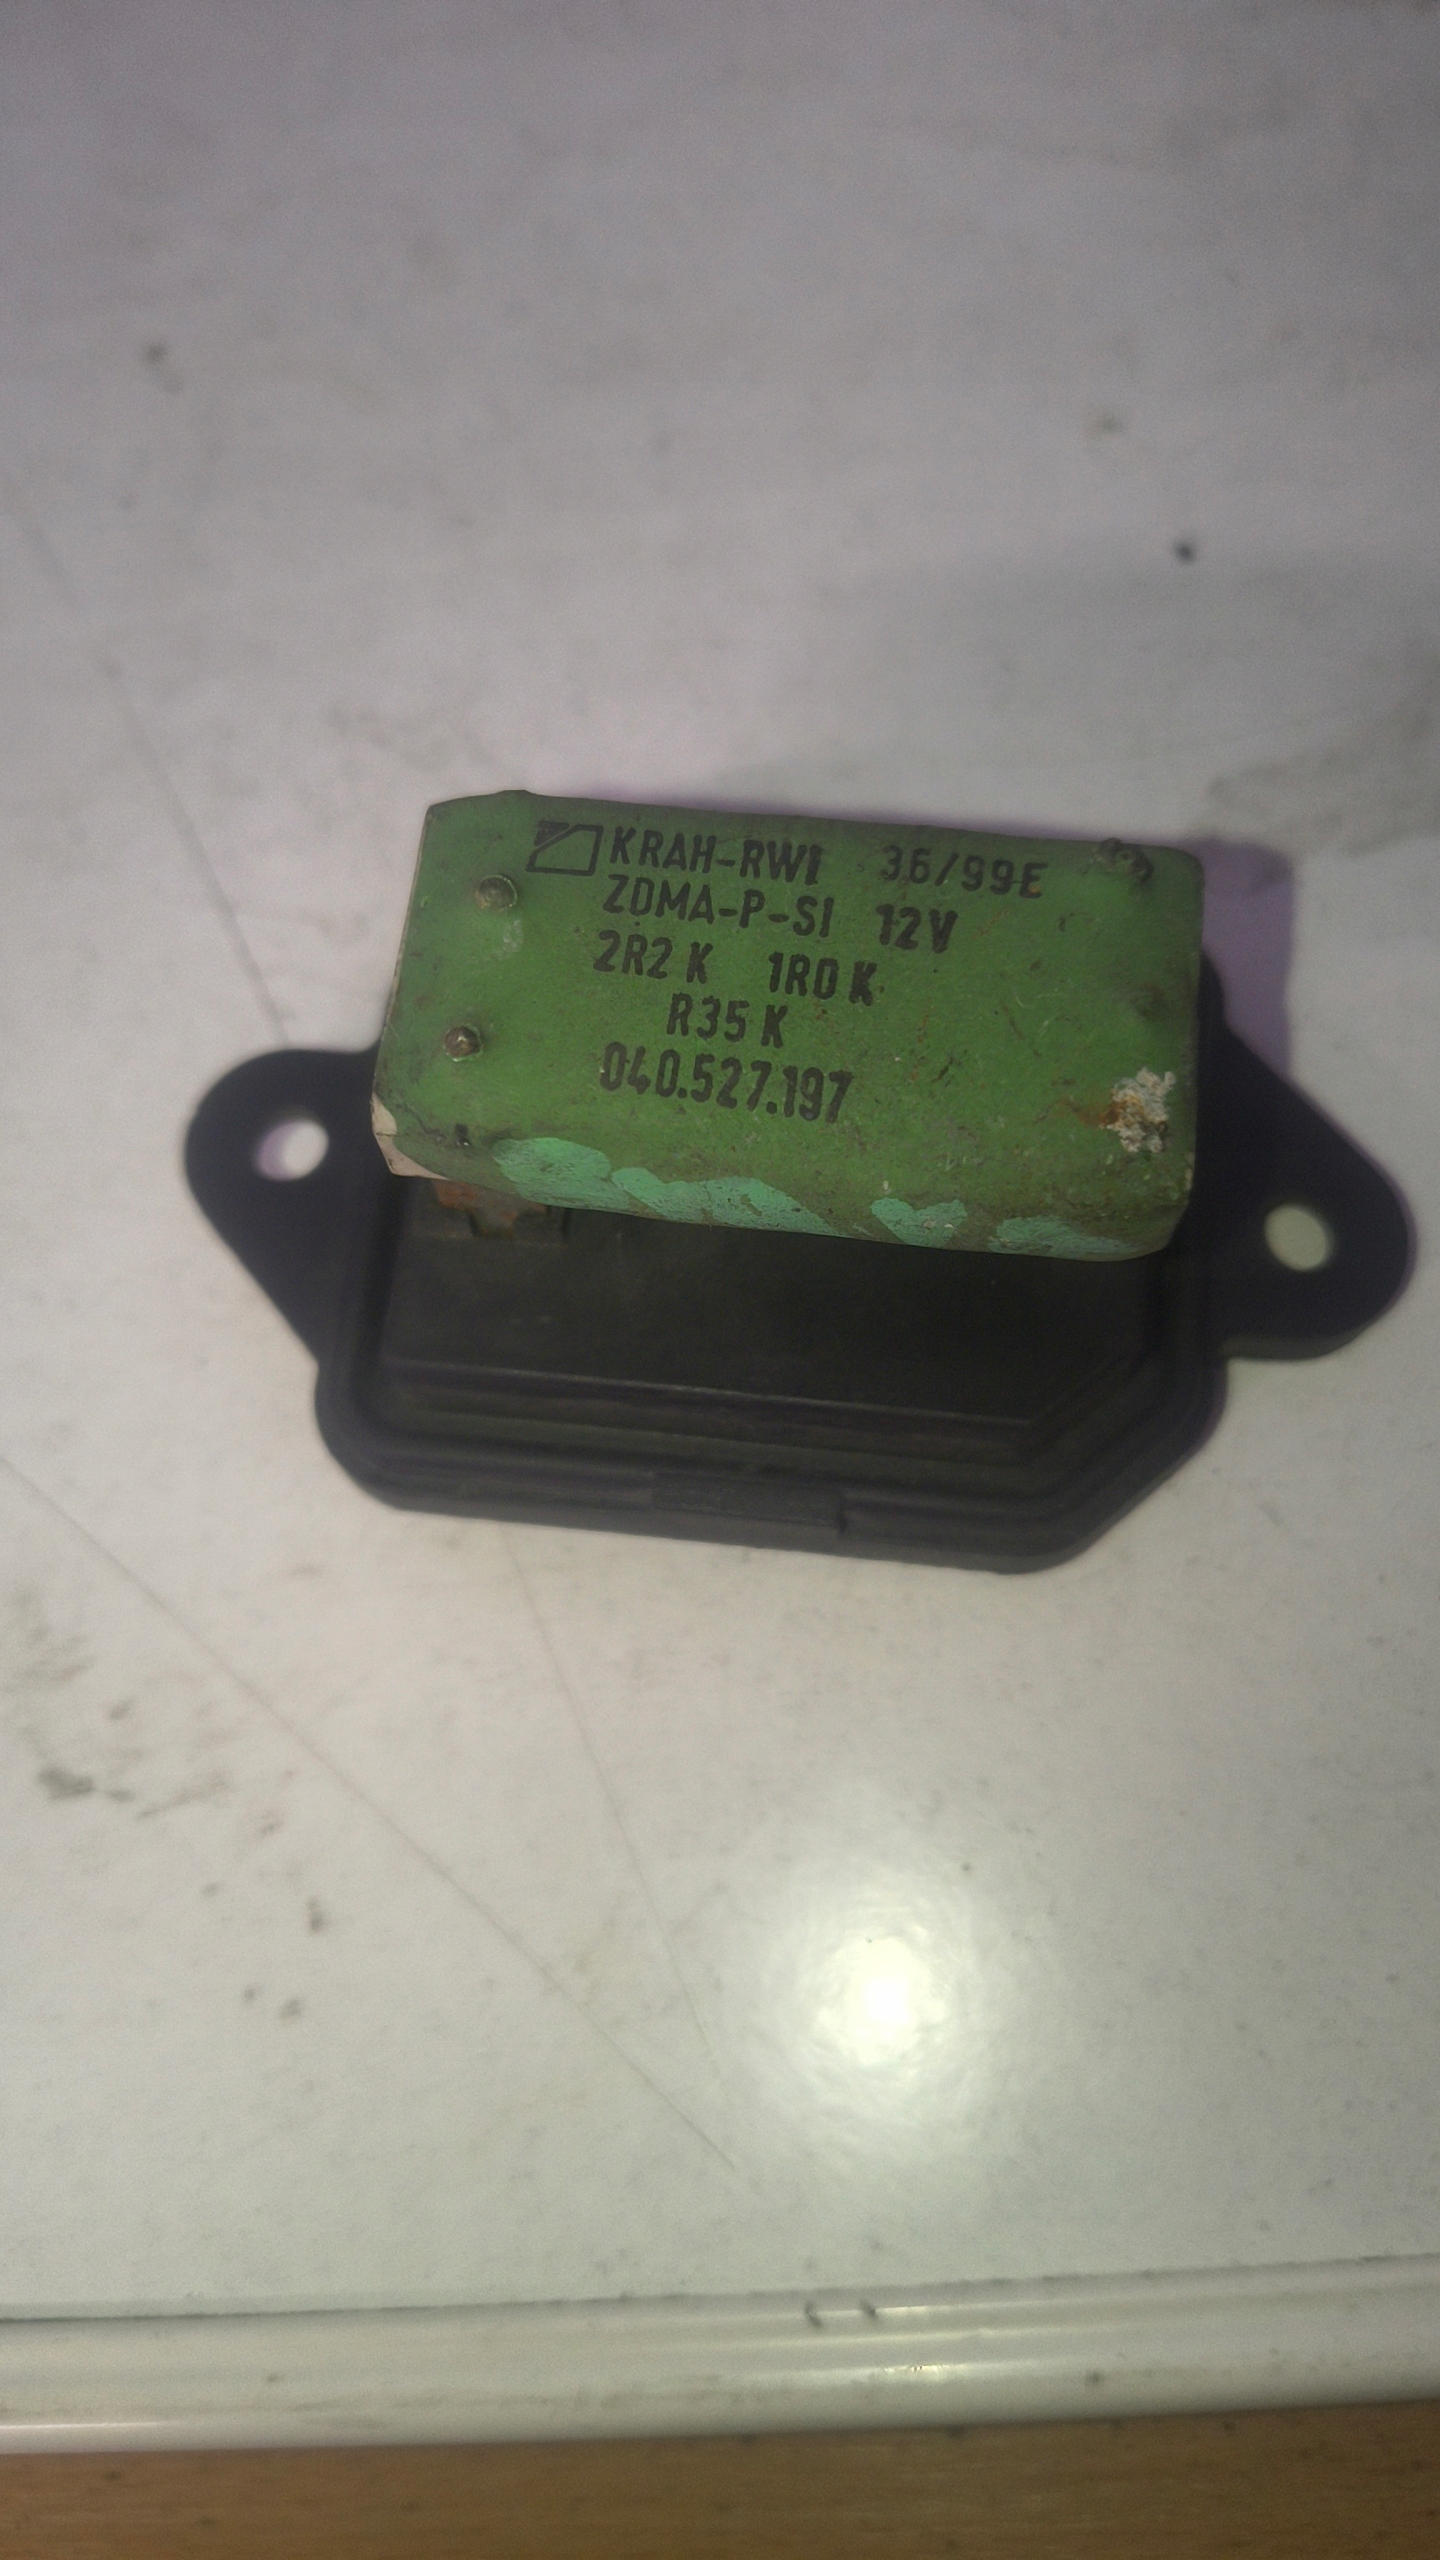 KRAH-RWI 36/99E
ZDMA-P-SI 12V
2R2 K 1R0 K
R35 K
040.527.197